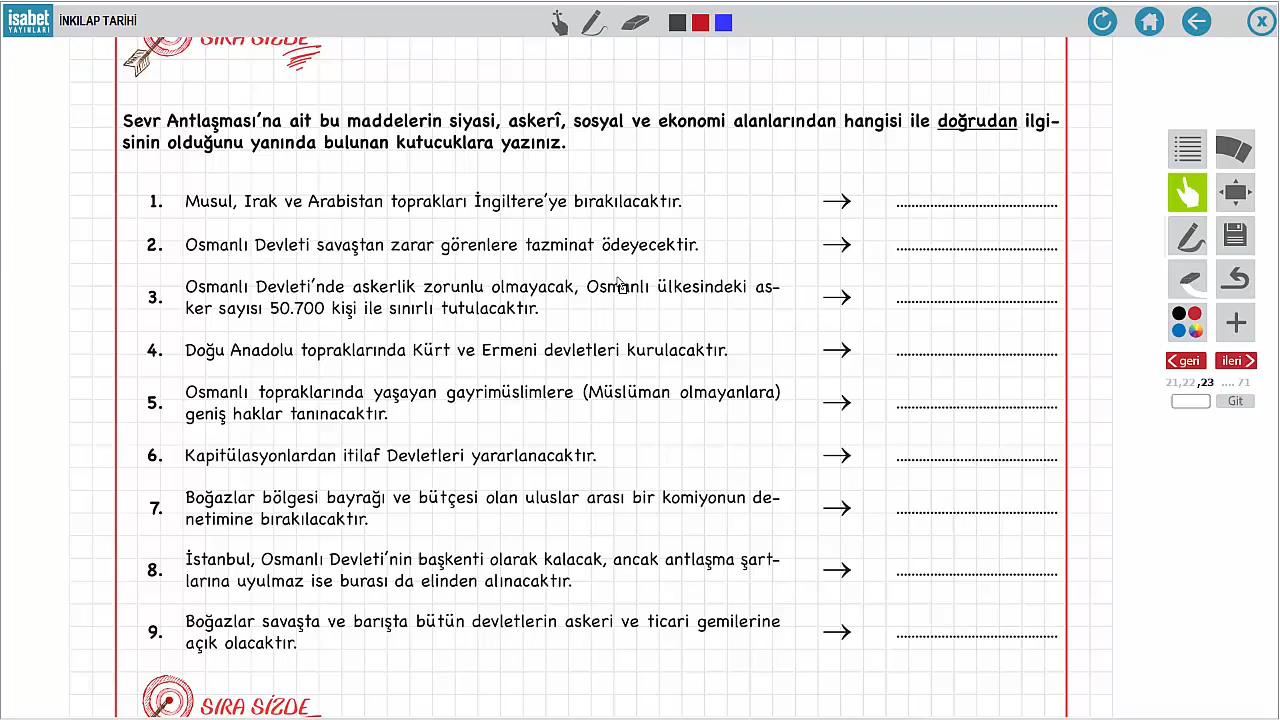 isabet
YAYINLARI
İNKILAP TARİHİ
SIRA SİZDE
Sevr Antlaşması’na ait bu maddelerin siyasi, askerî, sosyal ve ekonomi alanlarından hangisi ile doğrudan ilgi-
sinin olduğunu yanında bulunan kutucuklara yazınız.
1. Musul, Irak ve Arabistan toprakları İngiltere’ye bırakılacaktır. → ................................................
2. Osmanlı Devleti savaştan zarar görenlere tazminat ödeyecektir. → ................................................
3. Osmanlı Devleti’nde askerlik zorunlu olmayacak, Osmanlı ülkesindeki as-
ker sayısı 50.700 kişi ile sınırlı tutulacaktır. → ................................................
4. Doğu Anadolu topraklarında Kürt ve Ermeni devletleri kurulacaktır. → ................................................
5. Osmanlı topraklarında yaşayan gayrimüslimlere (Müslüman olmayanlara)
geniş haklar tanınacaktır. → ................................................
6. Kapitülasyonlardan itilaf Devletleri yararlanacaktır. → ................................................
7. Boğazlar bölgesi bayrağı ve bütçesi olan uluslar arası bir komiyonun de-
netimine bırakılacaktır. → ................................................
8. İstanbul, Osmanlı Devleti’nin başkenti olarak kalacak, ancak antlaşma şart-
larına uyulmaz ise burası da elinden alınacaktır. → ................................................
9. Boğazlar savaşta ve barışta bütün devletlerin askeri ve ticari gemilerine
açık olacaktır. → ................................................
SIRA SİZDE
geri ileri
21,22,23 .... 71
Git